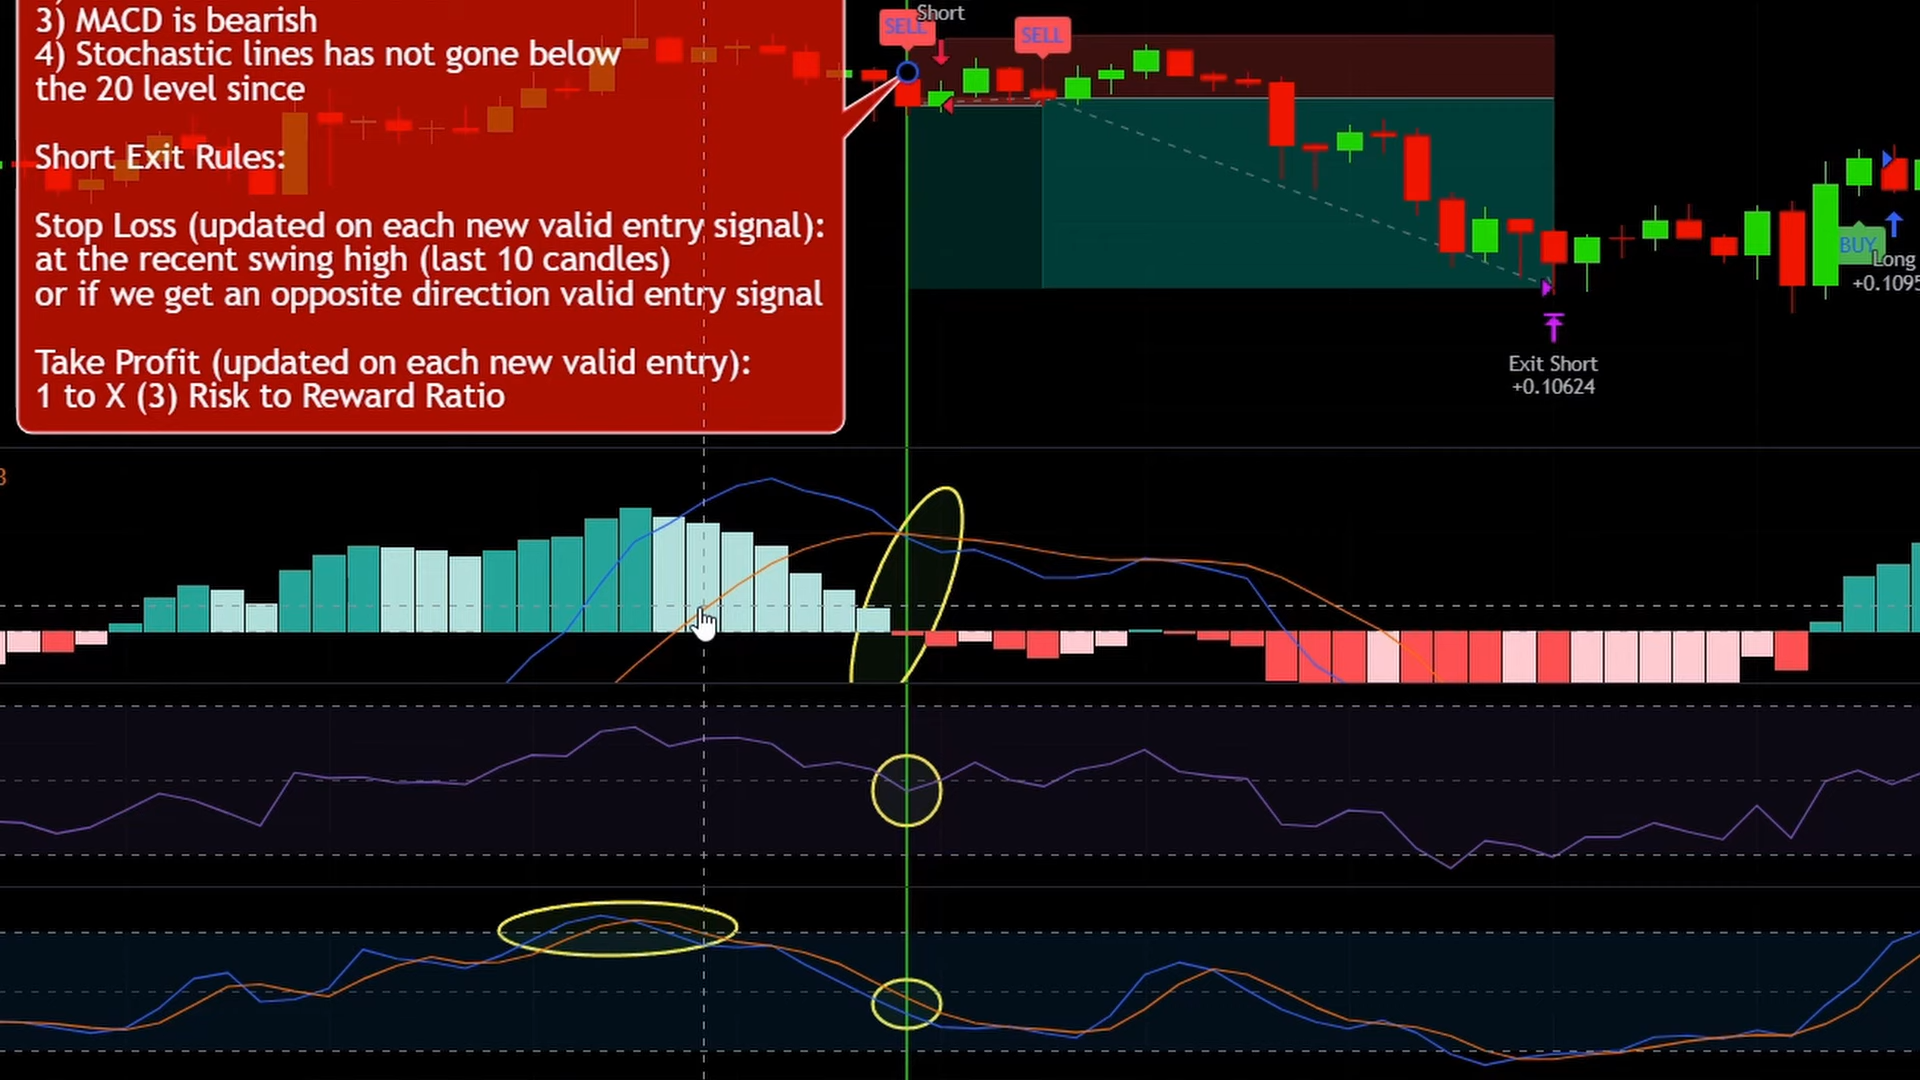 3) MACD is bearish
4) Stochastic lines has not gone below
the 20 level since
Short Exit Rules:
Stop Loss (updated on each new valid entry signal):
at the recent swing high (last 10 candles)
or if we get an opposite direction valid entry signal
Take Profit (updated on each new valid entry):
1 to X (3) Risk to Reward Ratio
SELL
Short
SELL
Exit Short
+0.10624
BUY
Long
+0.1095
3